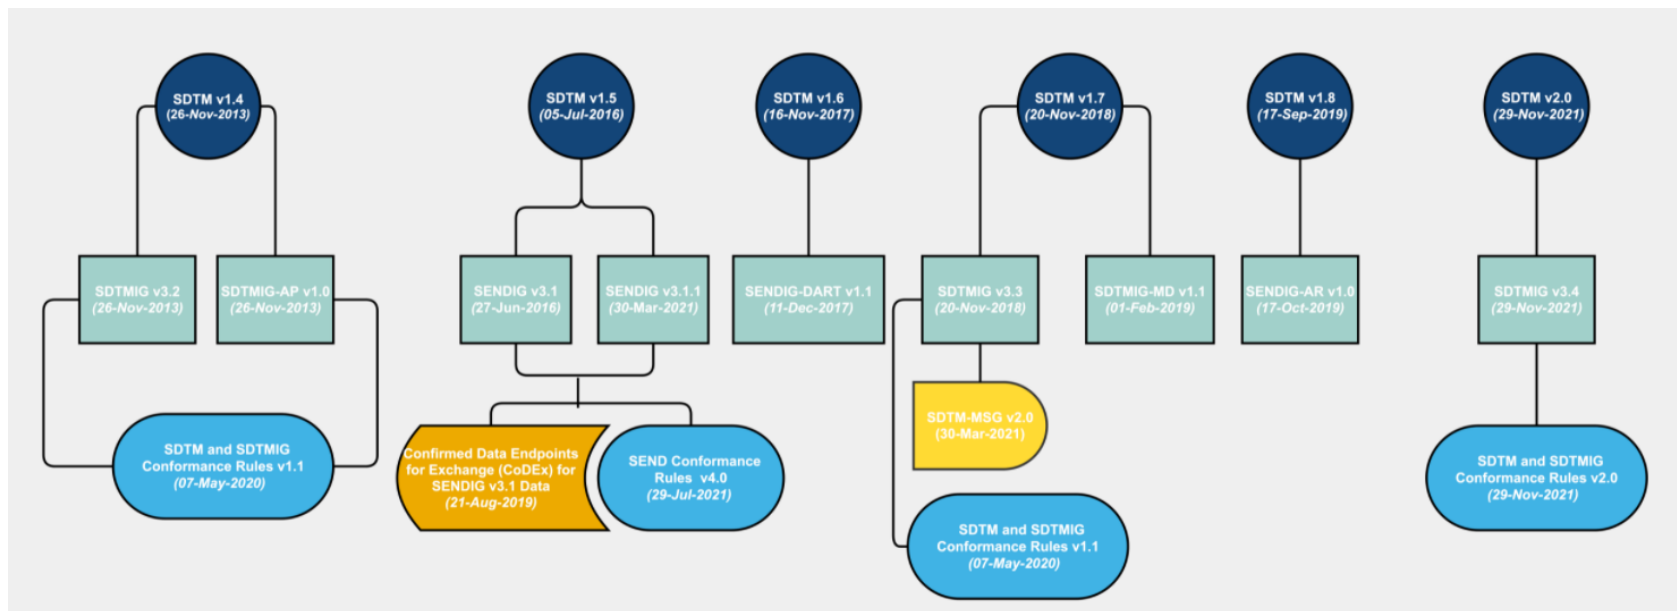 SDTM v1.4
(26-Nov-2013)
SDTM v1.5
(05-Jul-2016)
SDTM v1.6
(16-Nov-2017)
SDTM v1.7
(20-Nov-2018)
SDTM v1.8
(17-Sep-2019)
SDTM v2.0
(29-Nov-2021)
SDTMIG v3.2
(26-Nov-2013)
SDTMIG-AP v1.0
(26-Nov-2013)
SENDIG v3.1
(27-Jun-2016)
SENDIG v3.1.1
(30-Mar-2021)
SENDIG-DART v1.1
(11-Dec-2017)
SDTMIG v3.3
(20-Nov-2018)
SDTMIG-MD v1.1
(01-Feb-2019)
SENDIG-AR v1.0
(17-Oct-2019)
SDTMIG v3.4
(29-Nov-2021)
SDTM and SDTMIG
Conformance Rules v1.1
(07-May-2020)
Confirmed Data Endpoints
for Exchange (CoDEx) for
SENDIG v3.1 Data
(21-Aug-2019)
SEND Conformance
Rules v4.0
(29-Jul-2021)
SDTM-MSG v2.0
(30-Mar-2021)
SDTM and SDTMIG
Conformance Rules v1.1
(07-May-2020)
SDTM and SDTMIG
Conformance Rules v2.0
(29-Nov-2021)